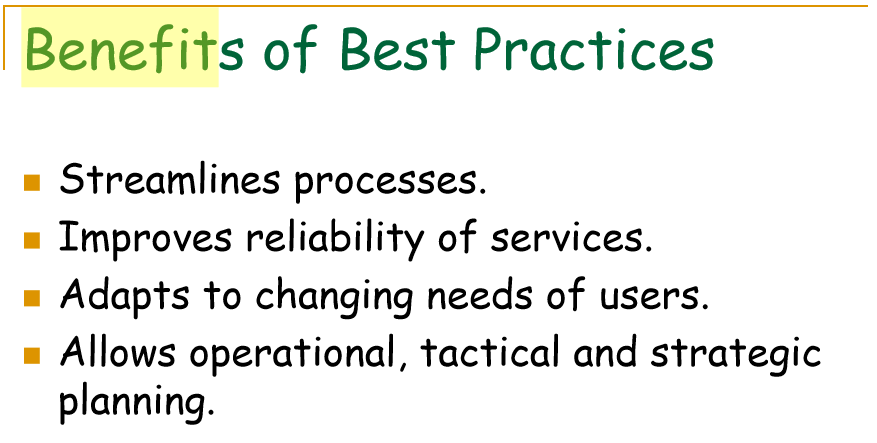 Benefits of Best Practices
Streamlines processes.
Improves reliability of services.
Adapts to changing needs of users.
Allows operational, tactical and strategic
planning.